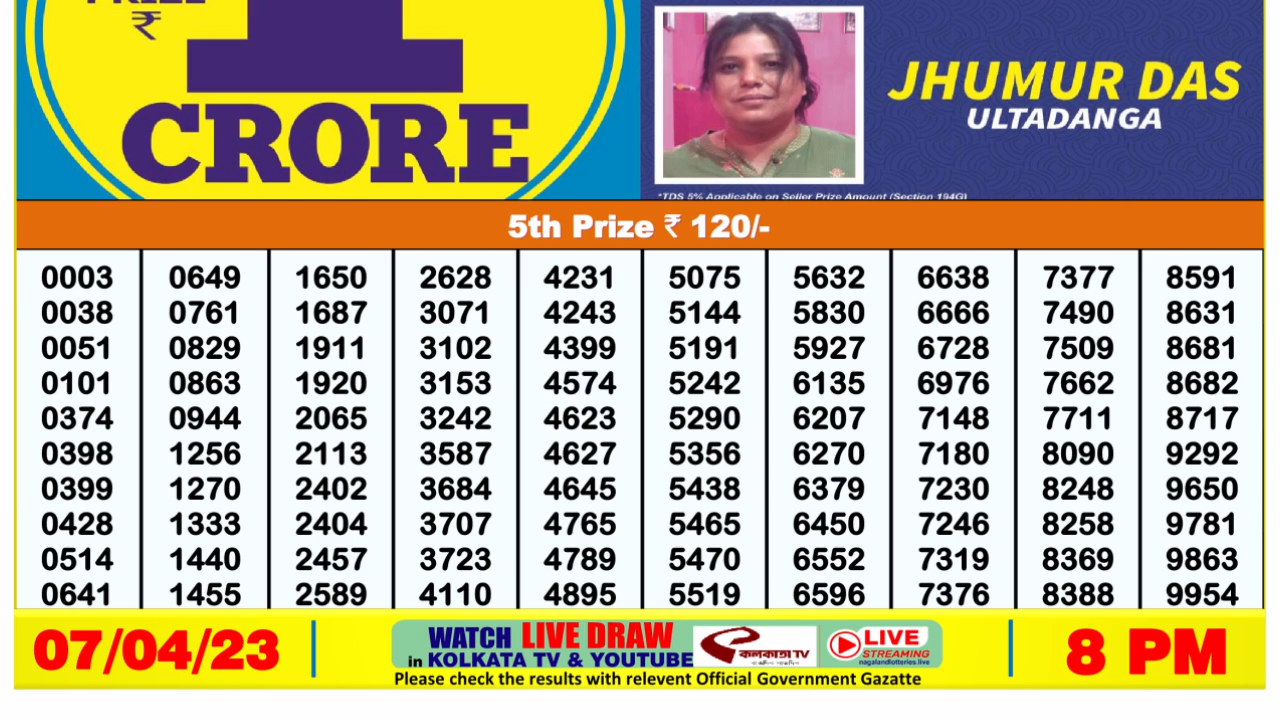 PRIZE
₹
1
CRORE
JHUMUR DAS
ULTADANGA
*TDS 5% Applicable on Seller Prize Amount (Section 194G)
5th Prize ₹ 120/-
0003 0649 1650 2628 4231 5075 5632 6638 7377 8591
0038 0761 1687 3071 4243 5144 5830 6666 7490 8631
0051 0829 1911 3102 4399 5191 5927 6728 7509 8681
0101 0863 1920 3153 4574 5242 6135 6976 7662 8682
0374 0944 2065 3242 4623 5290 6207 7148 7711 8717
0398 1256 2113 3587 4627 5356 6270 7180 8090 9292
0399 1270 2402 3684 4645 5438 6379 7230 8248 9650
0428 1333 2404 3707 4765 5465 6450 7246 8258 9781
0514 1440 2457 3723 4789 5470 6552 7319 8369 9863
0641 1455 2589 4110 4895 5519 6596 7376 8388 9954
07/04/23
WATCH LIVE DRAW
in KOLKATA TV & YOUTUBE
কলকাতা TV
LIVE
STREAMING
nagalandlotteries.live
Please check the results with relevent Official Government Gazatte
8 PM